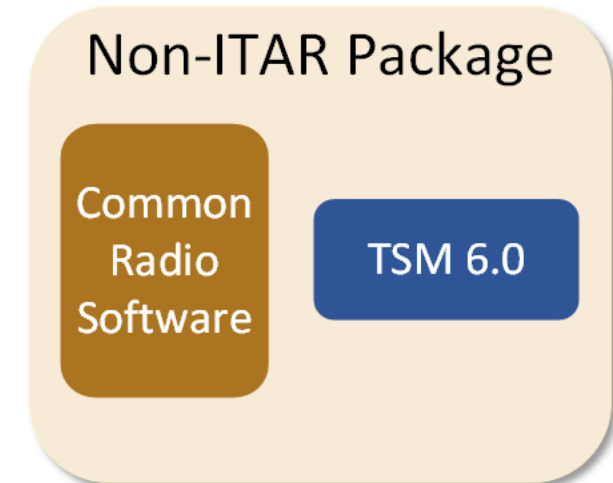 Non-ITAR Package
Common
Radio
Software
TSM 6.0